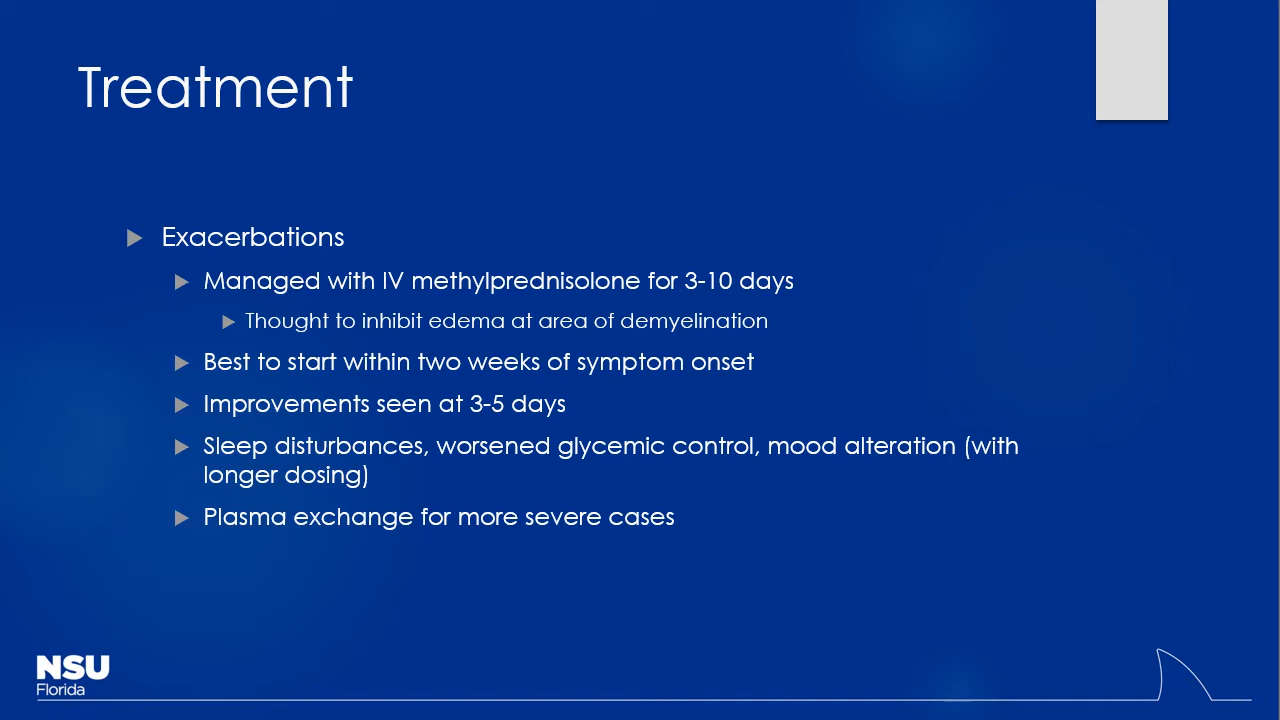 Treatment
Exacerbations
Managed with IV methylprednisolone for 3-10 days
Thought to inhibit edema at area of demyelination
Best to start within two weeks of symptom onset
Improvements seen at 3-5 days
Sleep disturbances, worsened glycemic control, mood alteration (with
longer dosing)
Plasma exchange for more severe cases
NSU
Florida